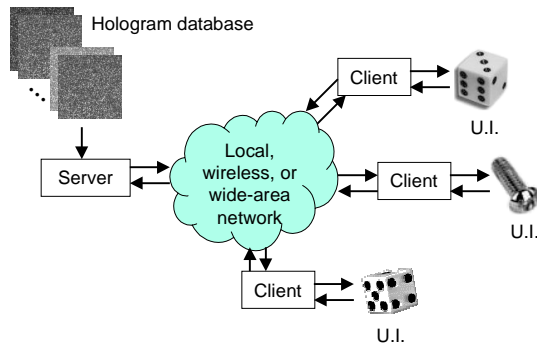 Hologram database
Client
U.I.
Local,
wireless, or
wide-area
network
Server
Client
U.I.
Client
U.I.